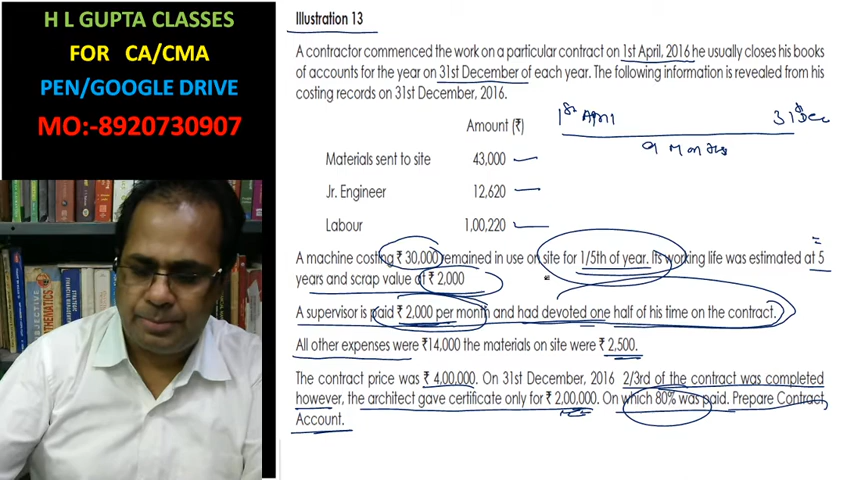 H L GUPTA CLASSES
FOR CA/CMA
PEN/GOOGLE DRIVE
MO:-8920730907
Illustration 13
A contractor commenced the work on a particular contract on 1st April, 2016 he usually closes his books
of accounts for the year on 31st December of each year. The following information is revealed from his
costing records on 31st December, 2016.
1st April 31st Dec
9 Months
Amount (₹)
Materials sent to site 43,000
Jr. Engineer 12,620
Labour 1,00,220
A machine costing ₹ 30,000 remained in use on site for 1/5th of year. Its working life was estimated at 5
years and scrap value at ₹ 2,000
A supervisor is paid ₹ 2,000 per month and had devoted one half of his time on the contract.
All other expenses were ₹14,000 the materials on site were ₹ 2,500.
The contract price was ₹ 4,00,000. On 31st December, 2016 2/3rd of the contract was completed
however, the architect gave certificate only for ₹ 2,00,000. On which 80% was paid. Prepare Contract
Account.